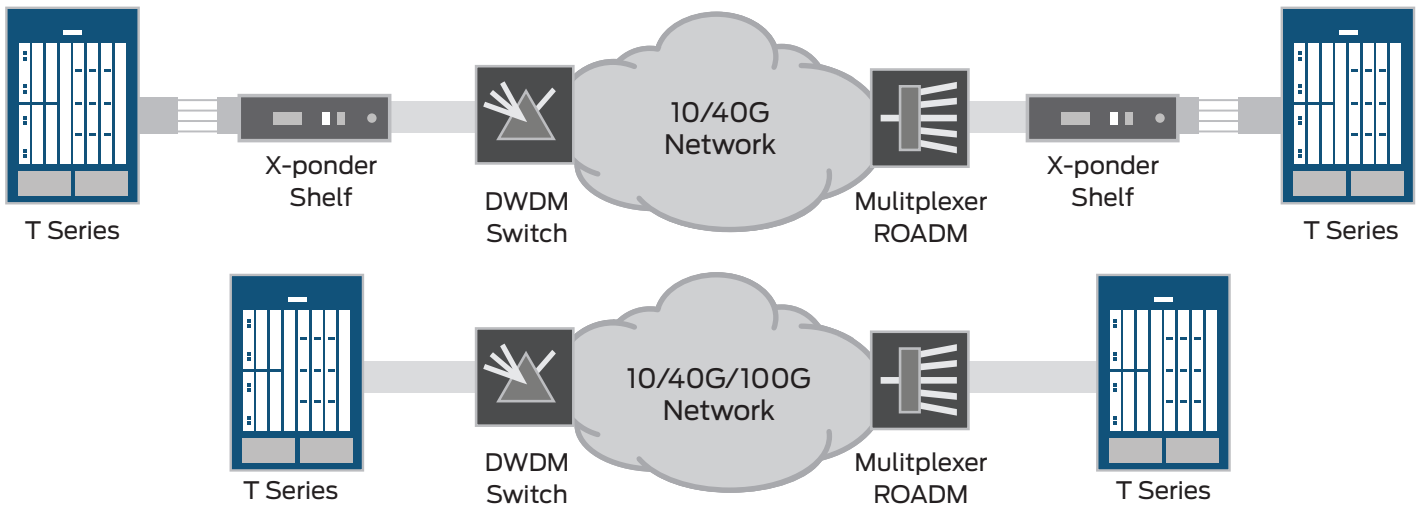 10/40G
Network
X-ponder
Shelf
X-ponder
Shelf
DWDM
Switch
Mulitplexer
ROADM
T Series
T Series
10/40G/100G
Network
DWDM
Switch
Mulitplexer
ROADM
T Series
T Series